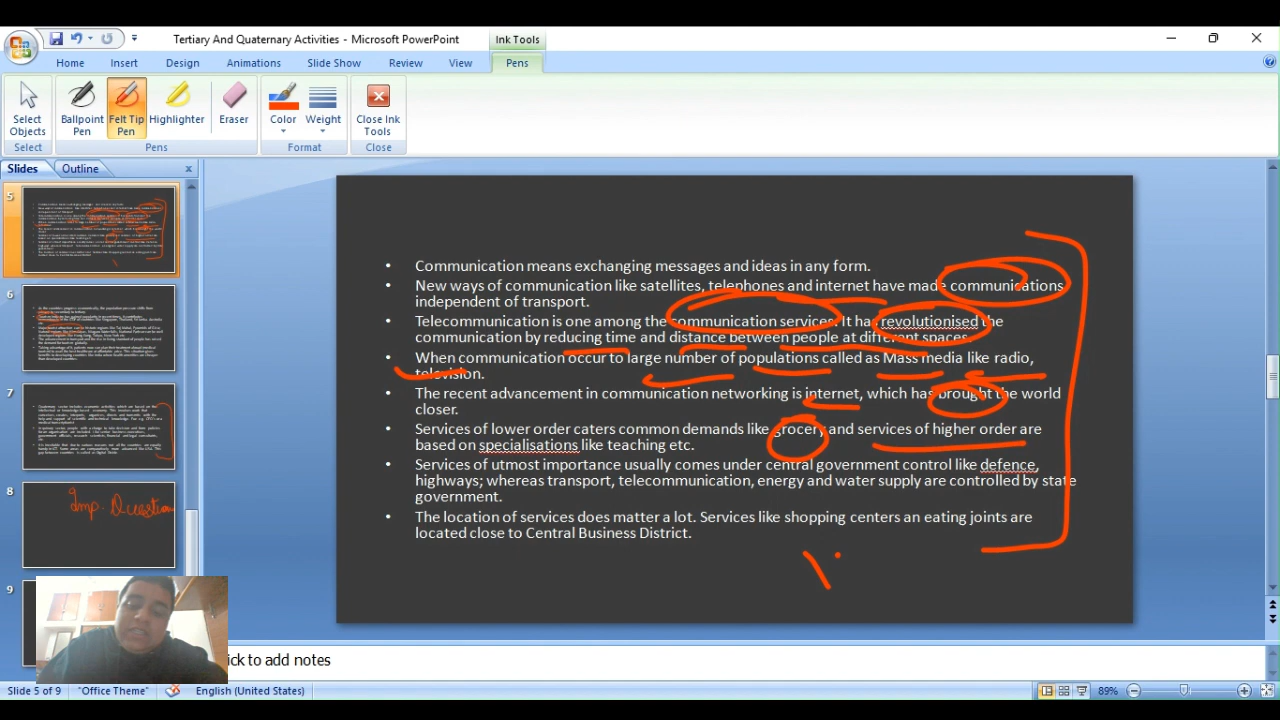 Tertiary And Quaternary Activities - Microsoft PowerPoint
Ink Tools
Home Insert Design Animations Slide Show Review View Pens
Select Objects
Ballpoint Pen
Felt Tip Pen
Highlighter
Eraser
Color
Weight
Close Ink Tools
Select Pens Format Close
Slides Outline
5
6
7
8
Imp. Question
9
• Communication means exchanging messages and ideas in any form.
• New ways of communication like satellites, telephones and internet have made communications
independent of transport.
• Telecommunication is one among the communication services. It has revolutionised the
communication by reducing time and distance between people at different spaces.
• When communication occur to large number of populations called as Mass media like radio,
television.
• The recent advancement in communication networking is internet, which has brought the world
closer.
• Services of lower order caters common demands like grocery and services of higher order are
based on spcialisations like teaching etc.
• Services of utmost importance usually comes under central government control like defence,
highways; whereas transport, telecommunication, energy and water supply are controlled by state
government.
• The location of services does matter a lot. Services like shopping centers an eating joints are
located close to Central Business District.
ick to add notes
Slide 5 of 9 "Office Theme" English (United States) 89%